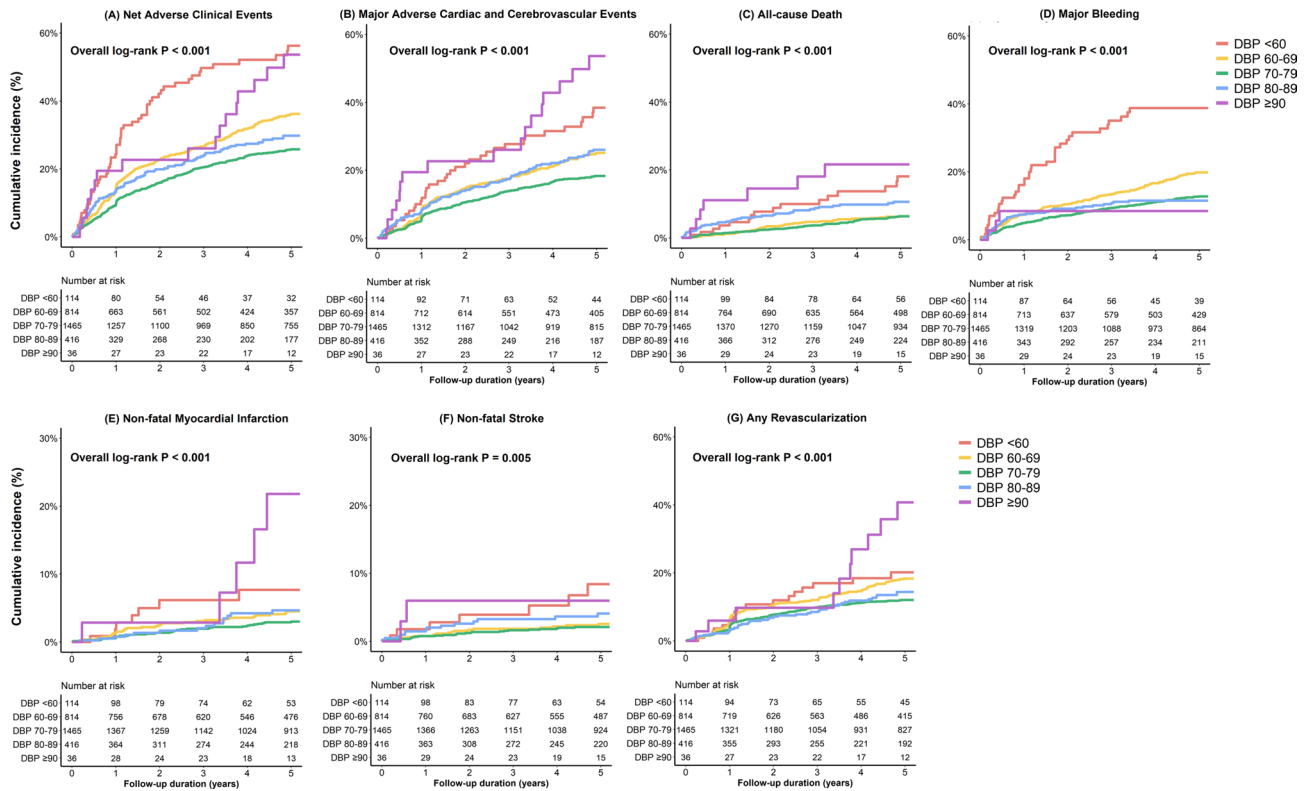 (A) Net Adverse Clinical Events
Overall log-rank P < 0.001
Cumulative incidence (%)
60%
40%
20%
0%
0 1 2 3 4 5
Number at risk
DBP <60 114 80 54 46 37 32
DBP 60-69 814 663 561 502 424 357
DBP 70-79 1465 1257 1100 969 850 755
DBP 80-89 416 329 268 230 202 177
DBP ≥90 36 27 23 22 17 12
0 1 2 3 4 5
Follow-up duration (years)
(B) Major Adverse Cardiac and Cerebrovascular Events
Overall log-rank P < 0.001
60%
40%
20%
0%
0 1 2 3 4 5
Number at risk
DBP <60 114 92 71 63 52 44
DBP 60-69 814 712 614 551 473 405
DBP 70-79 1465 1312 1167 1042 919 815
DBP 80-89 416 352 288 249 216 187
DBP ≥90 36 27 23 22 17 12
0 1 2 3 4 5
Follow-up duration (years)
(C) All-cause Death
Overall log-rank P < 0.001
60%
40%
20%
0%
0 1 2 3 4 5
Number at risk
DBP <60 114 99 84 78 64 56
DBP 60-69 814 764 690 635 564 498
DBP 70-79 1465 1370 1270 1159 1047 934
DBP 80-89 416 366 312 276 249 224
DBP ≥90 36 29 24 23 19 15
0 1 2 3 4 5
Follow-up duration (years)
(D) Major Bleeding
Overall log-rank P < 0.001
60%
40%
20%
0%
0 1 2 3 4 5
DBP <60
DBP 60-69
DBP 70-79
DBP 80-89
DBP ≥90
Number at risk
DBP <60 114 87 64 56 45 39
DBP 60-69 814 713 637 579 503 429
DBP 70-79 1465 1319 1203 1088 973 864
DBP 80-89 416 343 292 257 234 211
DBP ≥90 36 29 24 23 19 15
0 1 2 3 4 5
Follow-up duration (years)
(E) Non-fatal Myocardial Infarction
Overall log-rank P < 0.001
Cumulative incidence (%)
30%
20%
10%
0%
0 1 2 3 4 5
Number at risk
DBP <60 114 98 79 74 62 53
DBP 60-69 814 756 678 620 546 476
DBP 70-79 1465 1367 1259 1142 1024 913
DBP 80-89 416 364 311 274 244 218
DBP ≥90 36 28 24 23 18 13
0 1 2 3 4 5
Follow-up duration (years)
(F) Non-fatal Stroke
Overall log-rank P = 0.005
30%
20%
10%
0%
0 1 2 3 4 5
Number at risk
DBP <60 114 98 83 77 63 54
DBP 60-69 814 760 683 627 555 487
DBP 70-79 1465 1366 1263 1151 1038 924
DBP 80-89 416 363 308 272 245 220
DBP ≥90 36 29 24 23 19 15
0 1 2 3 4 5
Follow-up duration (years)
(G) Any Revascularization
Overall log-rank P < 0.001
60%
40%
20%
0%
0 1 2 3 4 5
DBP <60
DBP 60-69
DBP 70-79
DBP 80-89
DBP ≥90
Number at risk
DBP <60 114 94 73 65 55 45
DBP 60-69 814 719 626 563 486 415
DBP 70-79 1465 1321 1180 1054 931 827
DBP 80-89 416 355 293 255 221 192
DBP ≥90 36 27 23 22 17 12
0 1 2 3 4 5
Follow-up duration (years)